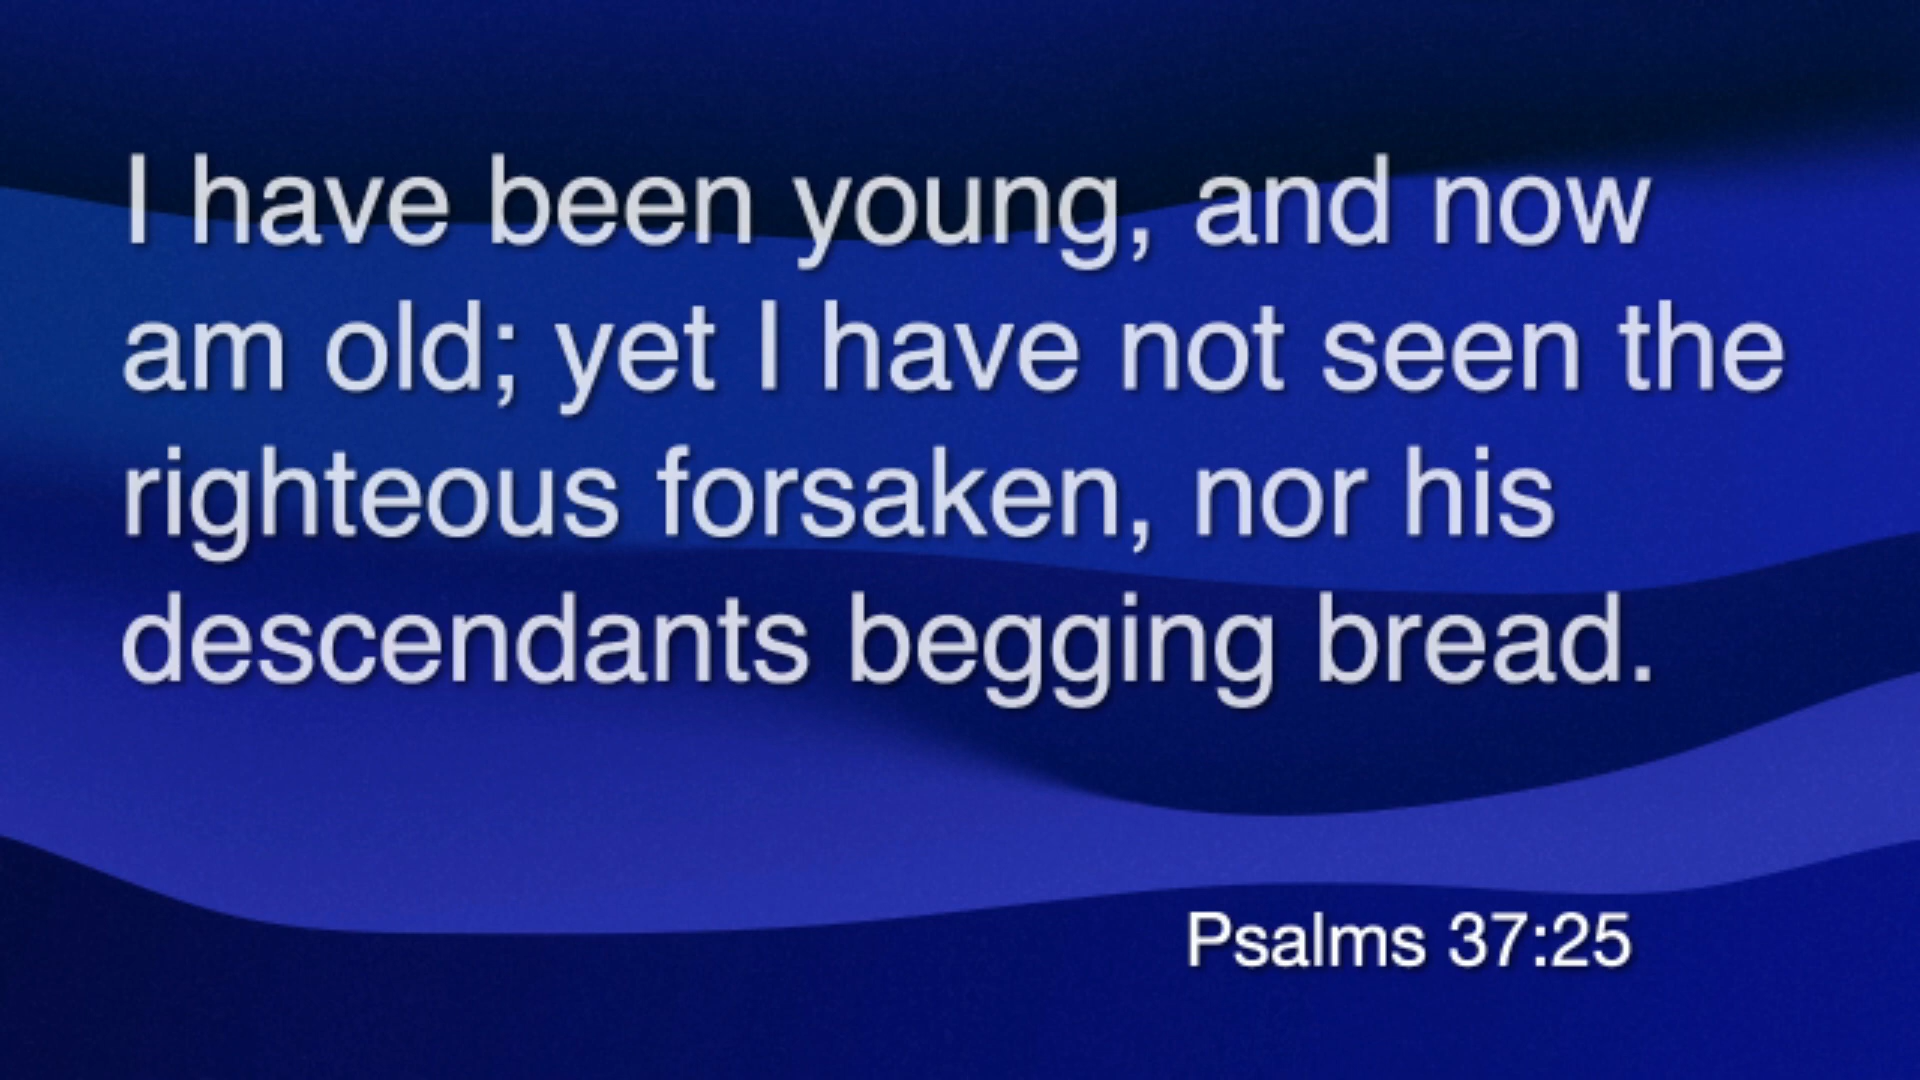 I have been young, and now
am old; yet I have not seen the
righteous forsaken, nor his
descendants begging bread.
Psalms 37:25